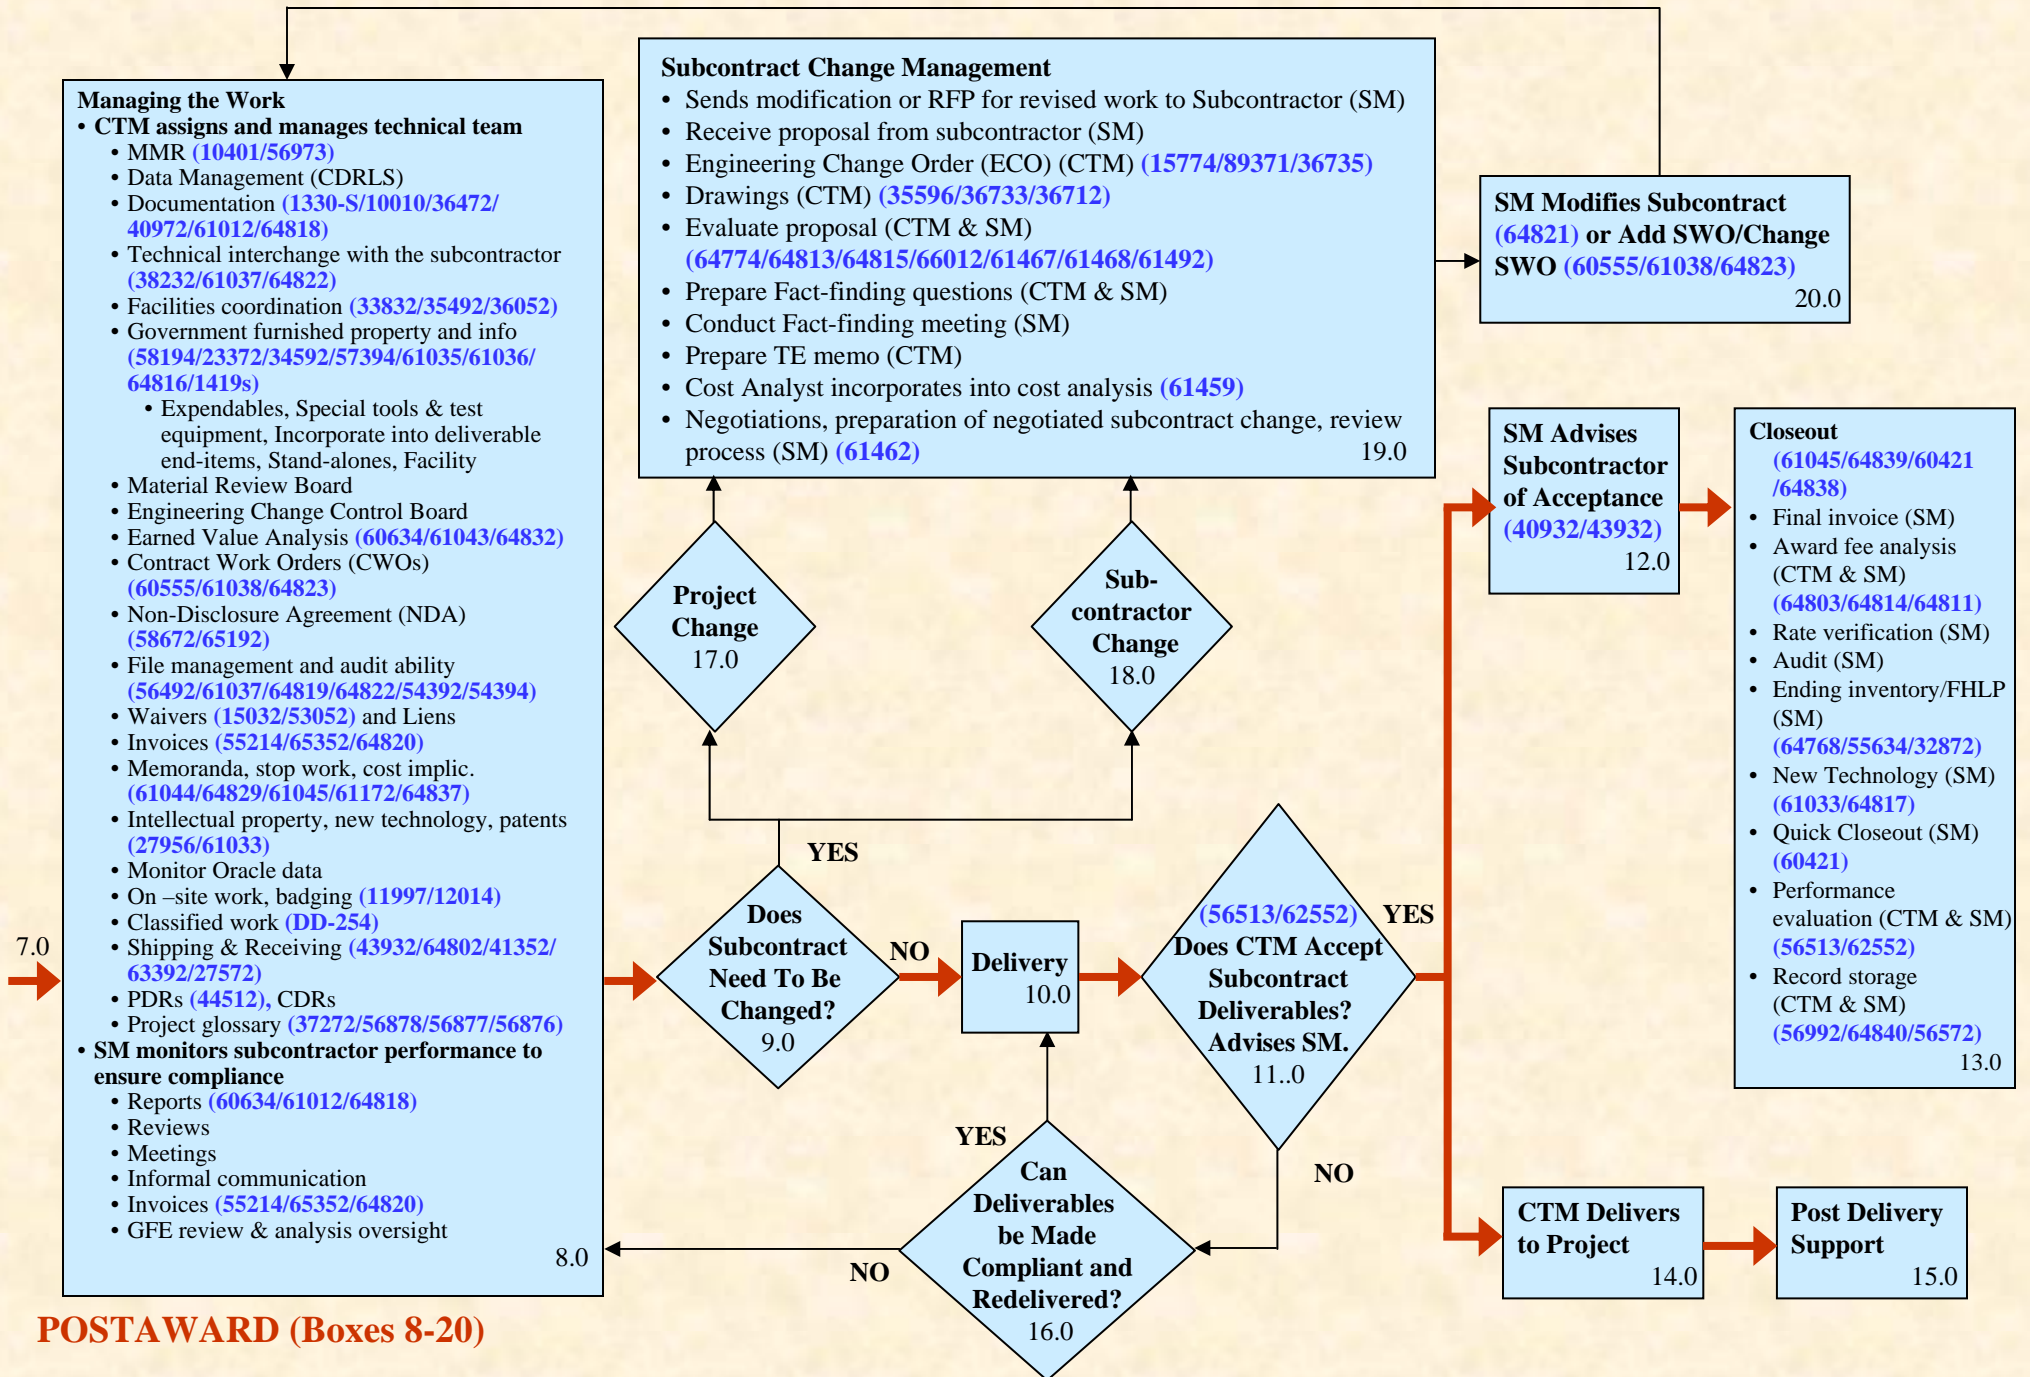 Managing the Work
• CTM assigns and manages technical team
• MMR (10401/56973)
• Data Management (CDRLS)
• Documentation (1330-S/10010/36472/
40972/61012/64818)
• Technical interchange with the subcontractor
(38232/61037/64822)
• Facilities coordination (33832/35492/36052)
• Government furnished property and info
(58194/23372/34592/57394/61035/61036/
64816/1419s)
• Expendables, Special tools & test
equipment, Incorporate into deliverable
end-items, Stand-alones, Facility
• Material Review Board
• Engineering Change Control Board
• Earned Value Analysis (60634/61043/64832)
• Contract Work Orders (CWOs)
(60555/61038/64823)
• Non-Disclosure Agreement (NDA)
(58672/65192)
• File management and audit ability
(56492/61037/64819/64822/54392/54394)
• Waivers (15032/53052) and Liens
• Invoices (55214/65352/64820)
• Memoranda, stop work, cost implic.
(61044/64829/61045/61172/64837)
• Intellectual property, new technology, patents
(27956/61033)
• Monitor Oracle data
• On –site work, badging (11997/12014)
• Classified work (DD-254)
• Shipping & Receiving (43932/64802/41352/
63392/27572)
• PDRs (44512), CDRs
• Project glossary (37272/56878/56877/56876)
• SM monitors subcontractor performance to
ensure compliance
• Reports (60634/61012/64818)
• Reviews
• Meetings
• Informal communication
• Invoices (55214/65352/64820)
• GFE review & analysis oversight
8.0
7.0
Subcontract Change Management
• Sends modification or RFP for revised work to Subcontractor (SM)
• Receive proposal from subcontractor (SM)
• Engineering Change Order (ECO) (CTM) (15774/89371/36735)
• Drawings (CTM) (35596/36733/36712)
• Evaluate proposal (CTM & SM)
(64774/64813/64815/66012/61467/61468/61492)
• Prepare Fact-finding questions (CTM & SM)
• Conduct Fact-finding meeting (SM)
• Prepare TE memo (CTM)
• Cost Analyst incorporates into cost analysis (61459)
• Negotiations, preparation of negotiated subcontract change, review
process (SM) (61462)
19.0
SM Modifies Subcontract
(64821) or Add SWO/Change
SWO (60555/61038/64823)
20.0
Project
Change
17.0
Sub-
contractor
Change
18.0
YES
Does
Subcontract
Need To Be
Changed?
9.0
NO
Delivery
10.0
(56513/62552)
Does CTM Accept
Subcontract
Deliverables?
Advises SM.
11..0
YES
NO
YES
Can
Deliverables
be Made
Compliant and
Redelivered?
16.0
NO
SM Advises
Subcontractor
of Acceptance
(40932/43932)
12.0
Closeout
(61045/64839/60421
/64838)
• Final invoice (SM)
• Award fee analysis
(CTM & SM)
(64803/64814/64811)
• Rate verification (SM)
• Audit (SM)
• Ending inventory/FHLP
(SM)
(64768/55634/32872)
• New Technology (SM)
(61033/64817)
• Quick Closeout (SM)
(60421)
• Performance
evaluation (CTM & SM)
(56513/62552)
• Record storage
(CTM & SM)
(56992/64840/56572)
13.0
CTM Delivers
to Project
14.0
Post Delivery
Support
15.0
POSTAWARD (Boxes 8-20)